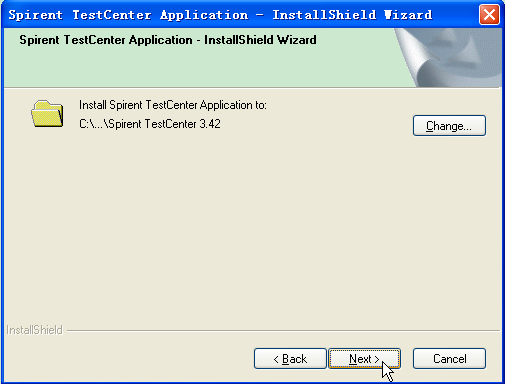 Spirent TestCenter Application - InstallShield Wizard
Spirent TestCenter Application - InstallShield Wizard
Install Spirent TestCenter Application to:
C:\...\Spirent TestCenter 3.42
Change...
InstallShield
< Back
Next >
Cancel